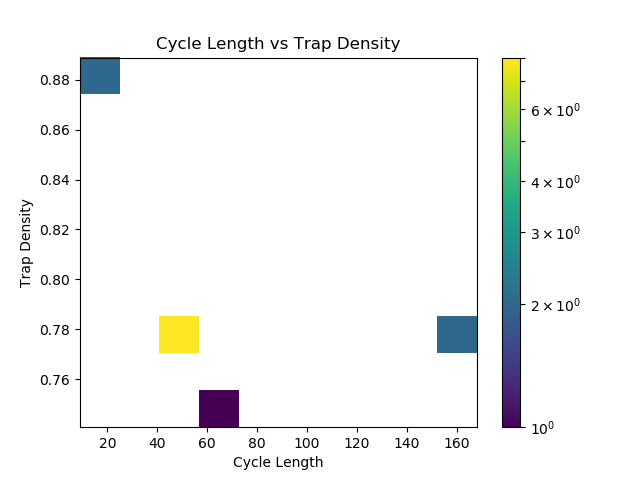 Cycle Length vs Trap Density
Trap Density
0.88
0.86
0.84
0.82
0.80
0.78
0.76
20 40 60 80 100 120 140 160
Cycle Length
6 × 10⁰
4 × 10⁰
3 × 10⁰
2 × 10⁰
10⁰